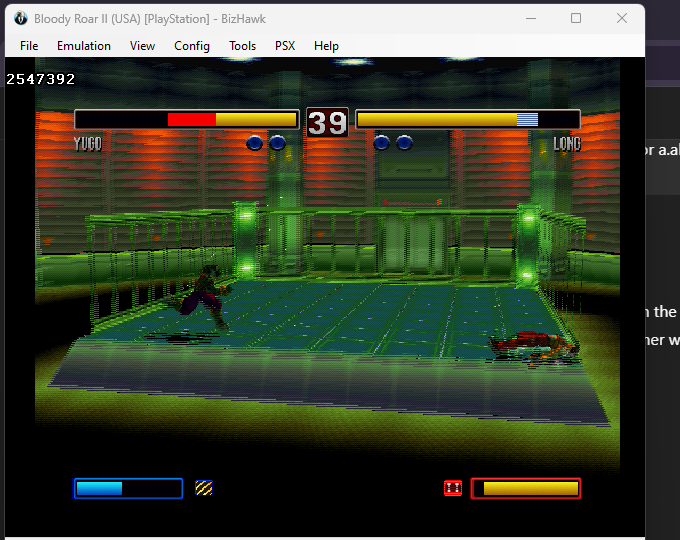 Bloody Roar II (USA) [PlayStation] - BizHawk
File Emulation View Config Tools PSX Help
2547392
39
YUGO LONG